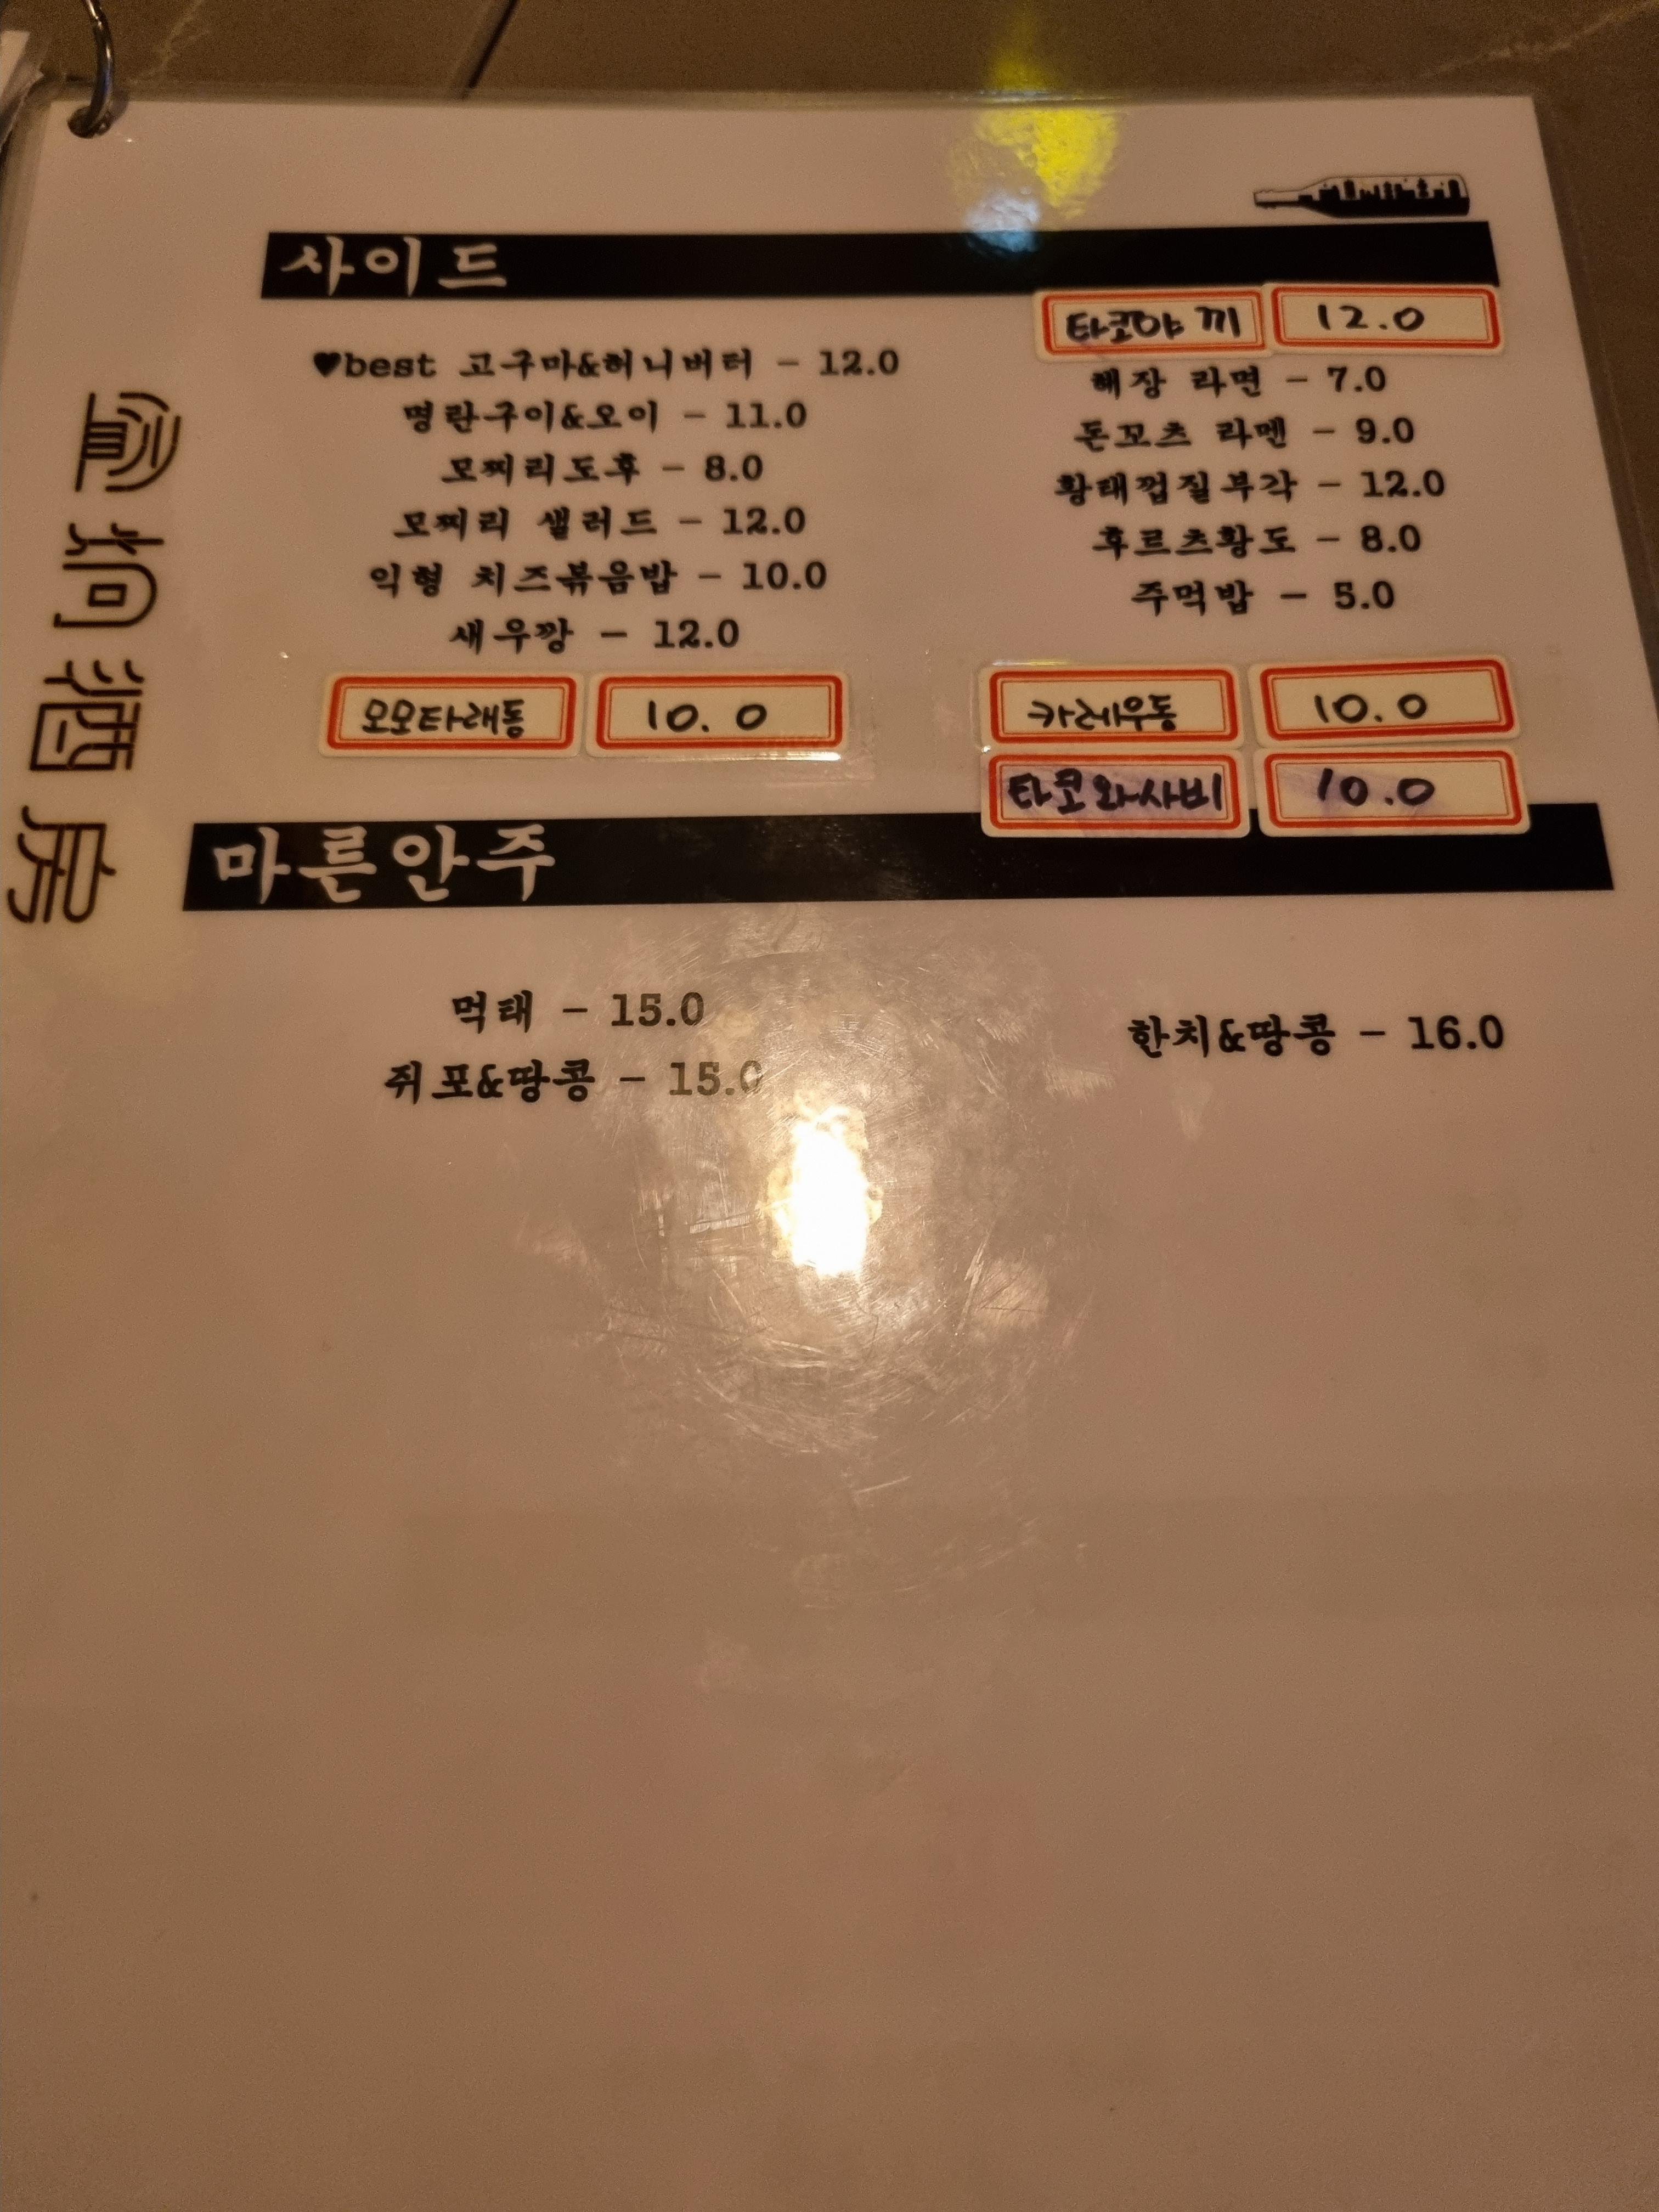 사이드
♥best 고구마&허니버터 - 12.0
명란구이&오이 - 11.0
모찌리도후 - 8.0
모찌리 샐러드 - 12.0
익형 치즈볶음밥 - 10.0
새우깡 - 12.0
모모타래동 10.0
타코야끼 12.0
해장 라면 - 7.0
돈꼬츠 라멘 - 9.0
황태껍질부각 - 12.0
후르츠황도 - 8.0
주먹밥 - 5.0
카레우동 10.0
타코와사비 10.0
마른안주
먹태 - 15.0
쥐포&땅콩 - 15.0
한치&땅콩 - 16.0
酒房